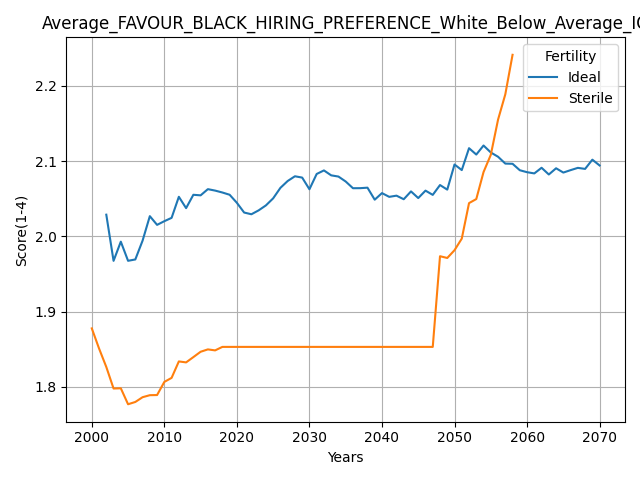 Average_FAVOUR_BLACK_HIRING_PREFERENCE_White_Below_Average_IQ
Fertility
Ideal
Sterile
Score(1-4)
2.2
2.1
2.0
1.9
1.8
2000 2010 2020 2030 2040 2050 2060 2070
Years